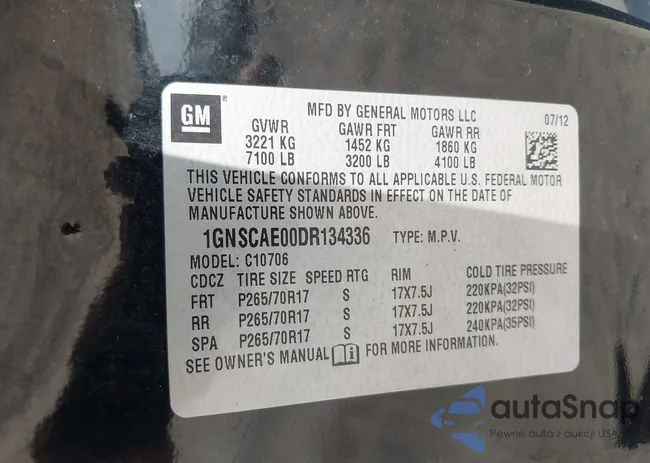 GM ®
MFD BY GENERAL MOTORS LLC 07/12
GVWR GAWR FRT GAWR RR
3221 KG 1452 KG 1860 KG
7100 LB 3200 LB 4100 LB
THIS VEHICLE CONFORMS TO ALL APPLICABLE U.S. FEDERAL MOTOR
VEHICLE SAFETY STANDARDS IN EFFECT ON THE DATE OF
MANUFACTURE SHOWN ABOVE.
1GNSCAE00DR134336 TYPE: M.P.V.
MODEL: C10706
CDCZ TIRE SIZE SPEED RTG RIM COLD TIRE PRESSURE
FRT P265/70R17 S 17X7.5J 220KPA(32PSI)
RR P265/70R17 S 17X7.5J 220KPA(32PSI)
SPA P265/70R17 S 17X7.5J 240KPA(35PSI)
SEE OWNER'S MANUAL i FOR MORE INFORMATION.
autoSnap
Pewne auta z aukcji USA